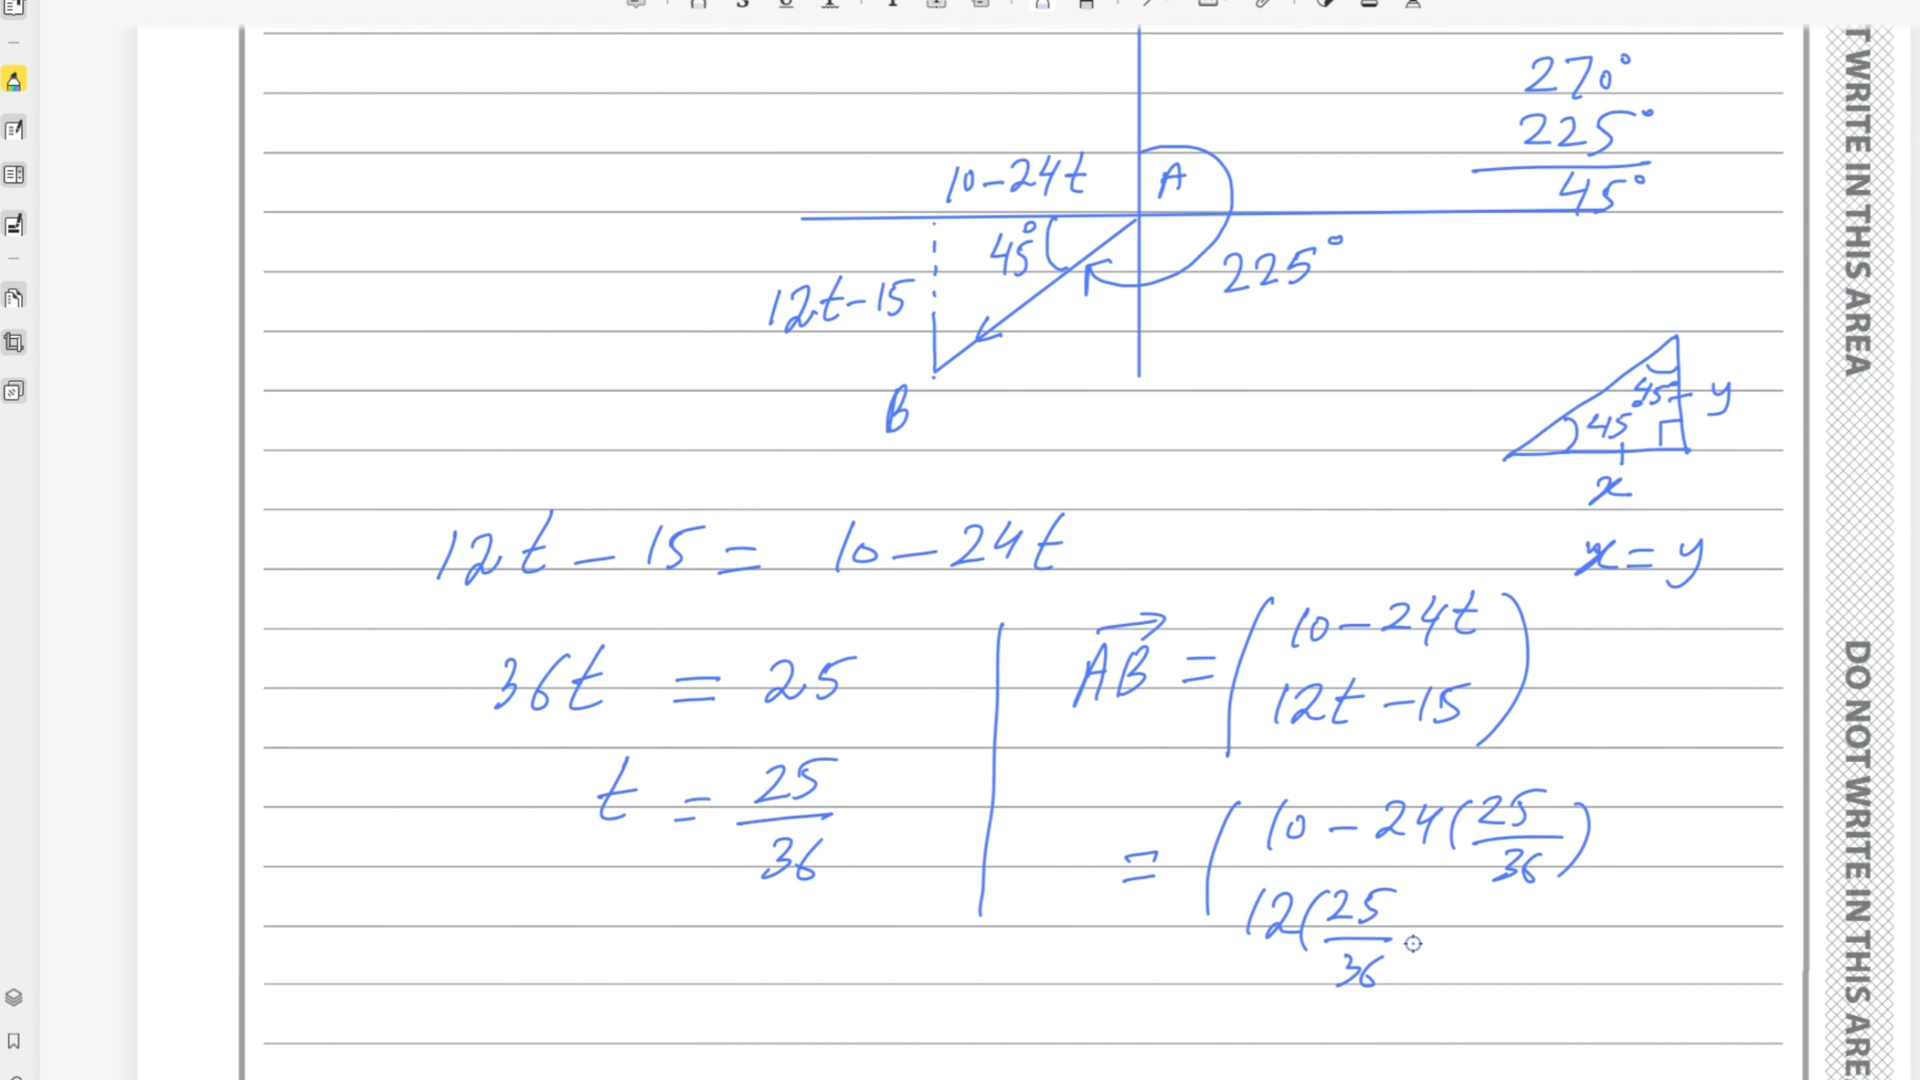 270°
225°
45°
10-24t
A
45°
225°
12t-15
B
45
45
y
x
x = y
12t - 15 = 10 - 24t
36t = 25
t = 25/36
AB = (10-24t
12t-15)
= (10 - 24(25/36)
12(25/36
T WRITE IN THIS AREA
DO NOT WRITE IN THIS ARE